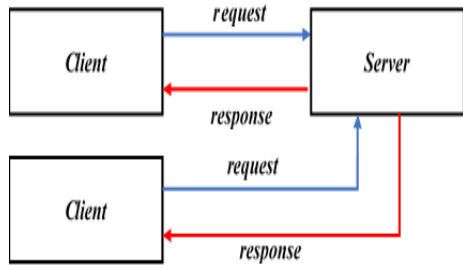 request
Client
Server
response
request
Client
response